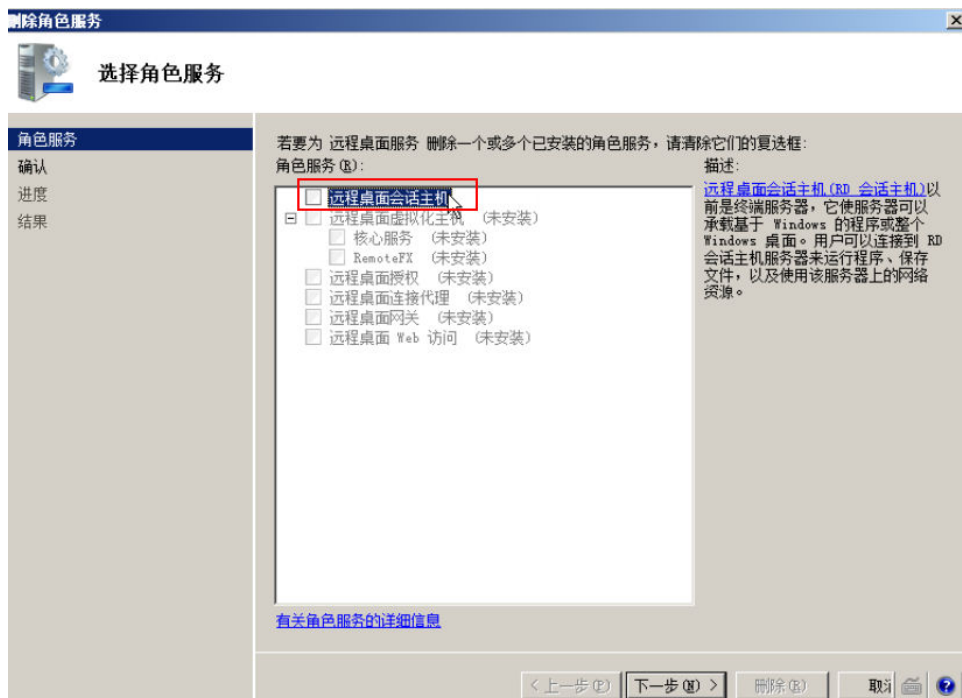 删除角色服务
选择角色服务
角色服务
确认
进度
结果
若要为 远程桌面服务 删除一个或多个已安装的角色服务，请清除它们的复选框：
角色服务(R)：
远程桌面会话主机
远程桌面虚拟化主机 (未安装)
核心服务 (未安装)
RemoteFX (未安装)
远程桌面授权 (未安装)
远程桌面连接代理 (未安装)
远程桌面网关 (未安装)
远程桌面 Web 访问 (未安装)
有关角色服务的详细信息
描述：
远程桌面会话主机(RD 会话主机)以
前是终端服务器，它使服务器可以
承载基于 Windows 的程序或整个
Windows 桌面。用户可以连接到 RD
会话主机服务器来运行程序、保存
文件，以及使用该服务器上的网络
资源。
< 上一步(P)
下一步(N) >
删除(R)
取